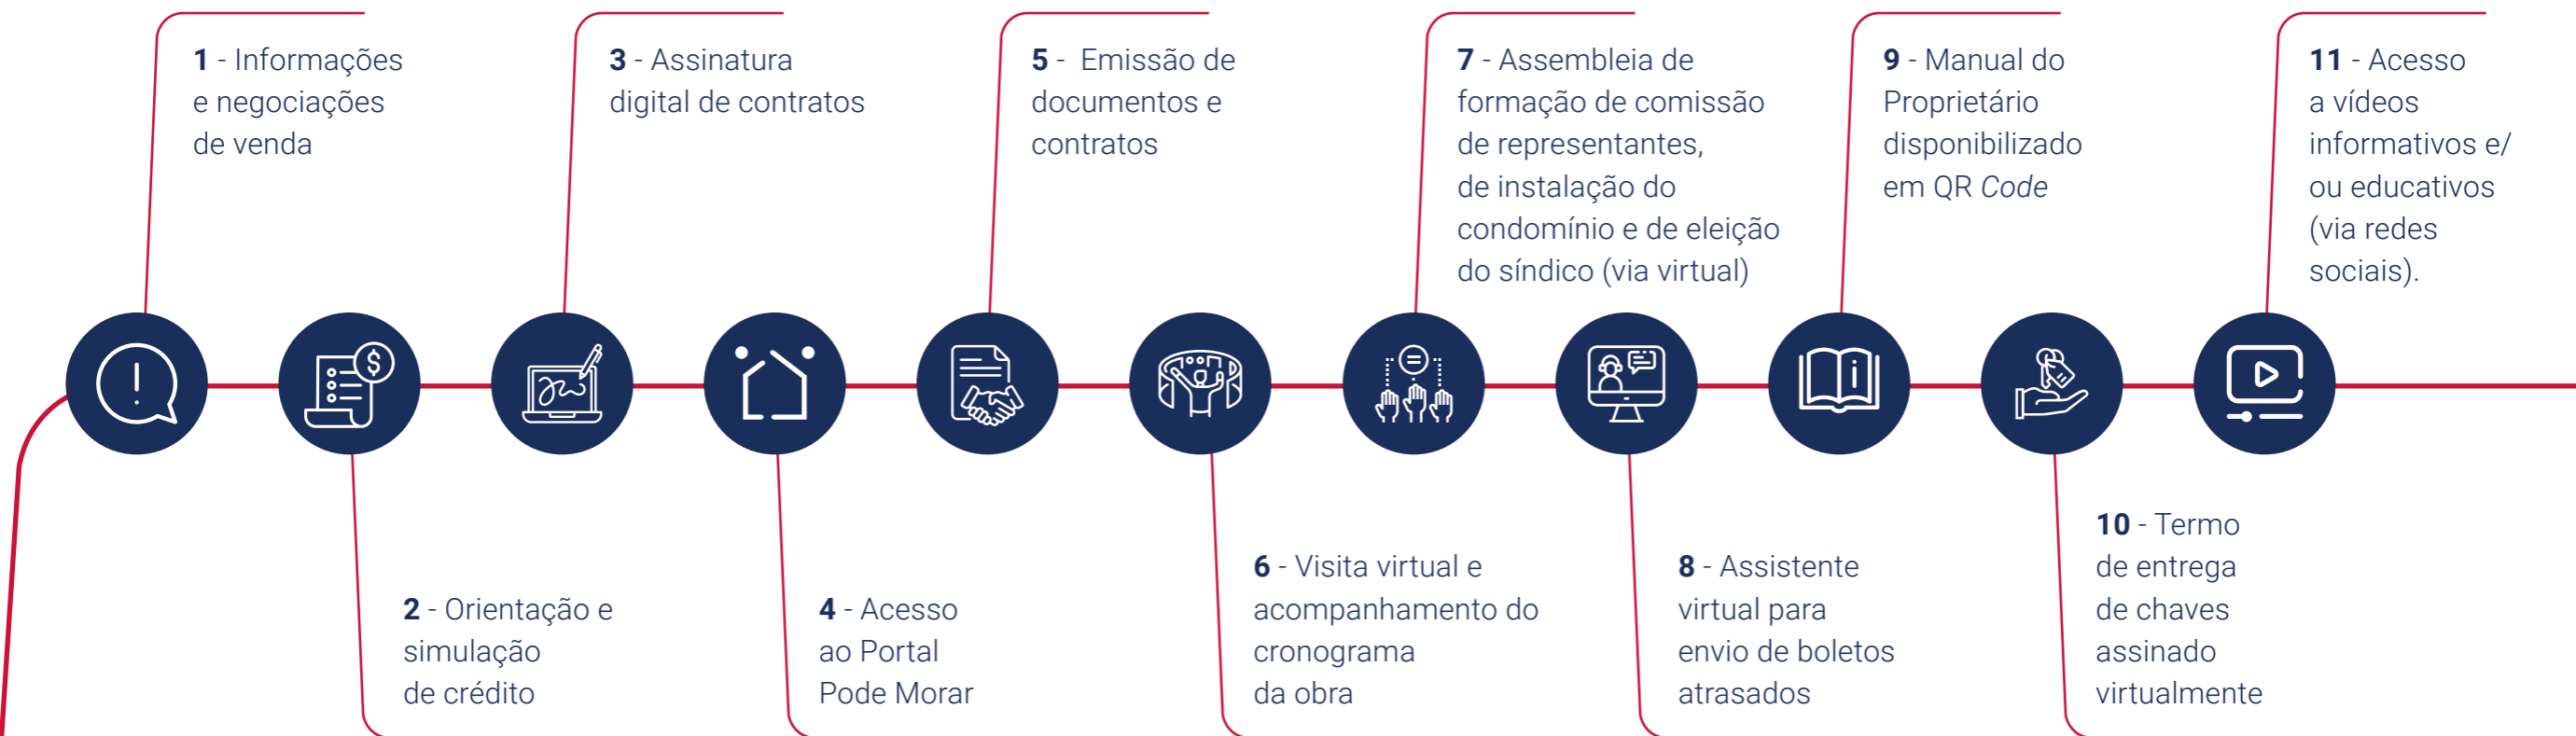 1 - Informações
e negociações
de venda
2 - Orientação e
simulação
de crédito
3 - Assinatura
digital de contratos
4 - Acesso
ao Portal
Pode Morar
5 - Emissão de
documentos e
contratos
6 - Visita virtual e
acompanhamento do
cronograma
da obra
7 - Assembleia de
formação de comissão
de representantes,
de instalação do
condomínio e de eleição
do síndico (via virtual)
8 - Assistente
virtual para
envio de boletos
atrasados
9 - Manual do
Proprietário
disponibilizado
em QR Code
10 - Termo
de entrega
de chaves
assinado
virtualmente
11 - Acesso
a vídeos
informativos e/
ou educativos
(via redes
sociais).